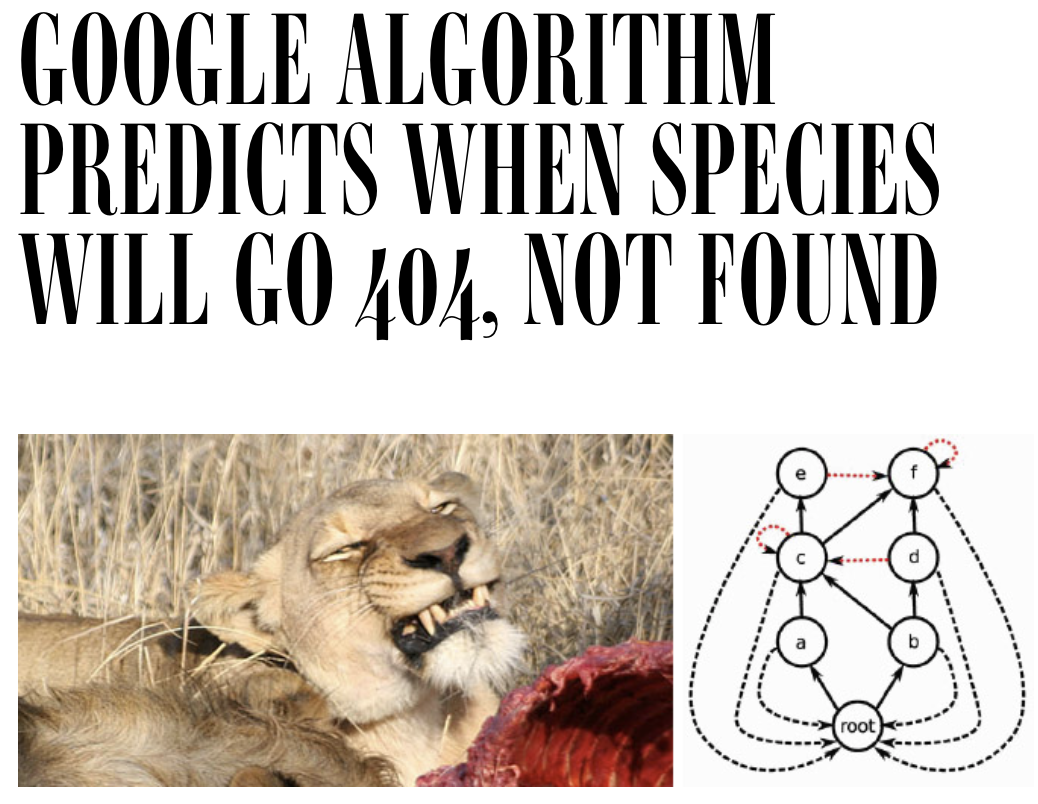 GOOGLE ALGORITHM
PREDICTS WHEN SPECIES
WILL GO 404, NOT FOUND
e
f
c
d
a
b
root